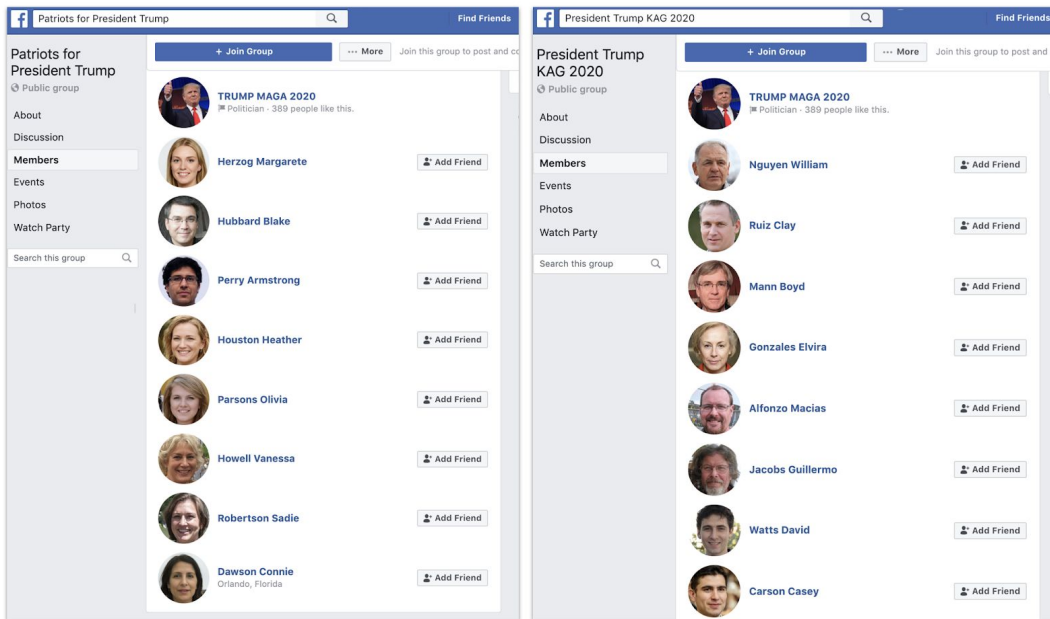 f Patriots for President Trump
Find Friends
Patriots for
President Trump
Public group
About
Discussion
Members
Events
Photos
Watch Party
Search this group
+ Join Group
··· More
Join this group to post and co
TRUMP MAGA 2020
Politician · 389 people like this.
Herzog Margarete
Add Friend
Hubbard Blake
Add Friend
Perry Armstrong
Add Friend
Houston Heather
Add Friend
Parsons Olivia
Add Friend
Howell Vanessa
Add Friend
Robertson Sadie
Add Friend
Dawson Connie
Orlando, Florida
Add Friend
f President Trump KAG 2020
Find Friends
President Trump
KAG 2020
Public group
About
Discussion
Members
Events
Photos
Watch Party
Search this group
+ Join Group
··· More
Join this group to post and
TRUMP MAGA 2020
Politician · 389 people like this.
Nguyen William
Add Friend
Ruiz Clay
Add Friend
Mann Boyd
Add Friend
Gonzales Elvira
Add Friend
Alfonzo Macias
Add Friend
Jacobs Guillermo
Add Friend
Watts David
Add Friend
Carson Casey
Add Friend